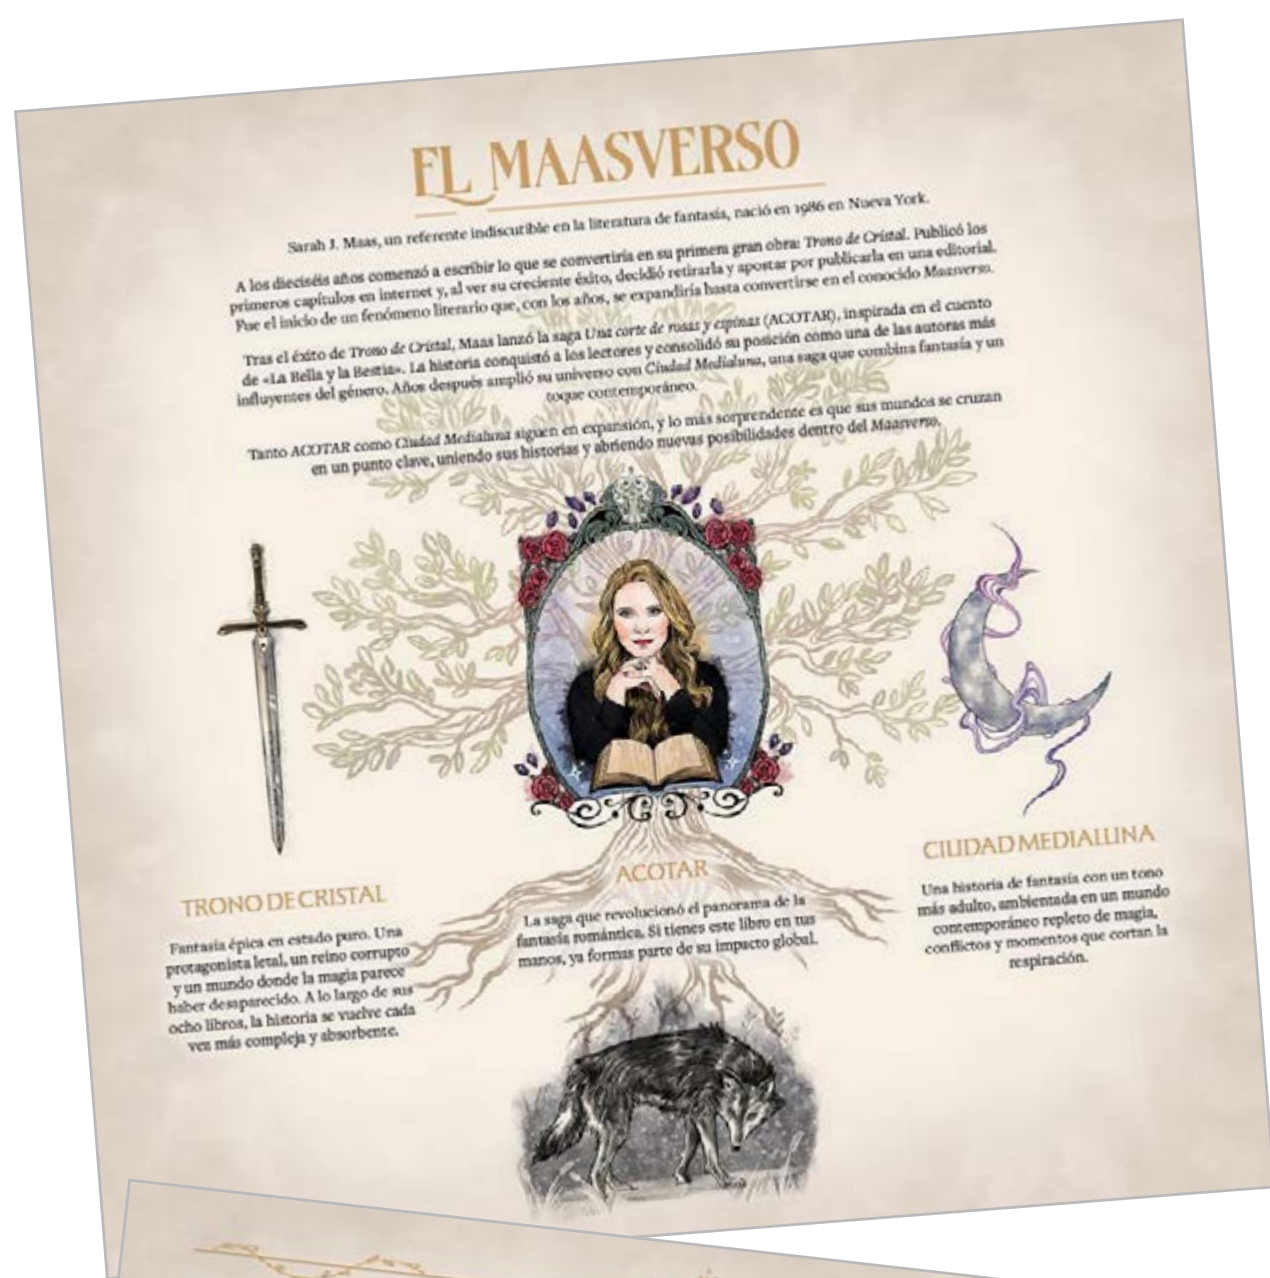 EL MAASVERSO
Sarah J. Maas, un referente indiscutible en la literatura de fantasía, nació en 1986 en Nueva York.
A los dieciséis años comenzó a escribir lo que se convertiría en su primera gran obra: Trono de Cristal. Publicó los
primeros capítulos en internet y, al ver su creciente éxito, decidió retirarla y apostar por publicarla en una editorial.
Fue el inicio de un fenómeno literario que, con los años, se expandiría hasta convertirse en el conocido Maasverso.
Tras el éxito de Trono de Cristal, Maas lanzó la saga Una corte de rosas y espinas (ACOTAR), inspirada en el cuento
de «La Bella y la Bestia». La historia conquistó a los lectores y consolidó su posición como una de las autoras más
influyentes del género. Años después amplió su universo con Ciudad Medialuna, una saga que combina fantasía y un
toque contemporáneo.
Tanto ACOTAR como Ciudad Medialuna siguen en expansión, y lo más sorprendente es que sus mundos se cruzan
en un punto clave, uniendo sus historias y abriendo nuevas posibilidades dentro del Maasverso.
TRONO DE CRISTAL
Fantasía épica en estado puro. Una
protagonista letal, un reino corrupto
y un mundo donde la magia parece
haber desaparecido. A lo largo de sus
ocho libros, la historia se vuelve cada
vez más compleja y absorbente.
ACOTAR
La saga que revolucionó el panorama de la
fantasía romántica. Si tienes este libro en tus
manos, ya formas parte de su impacto global.
CIUDAD MEDIALUNA
Una historia de fantasía con un tono
más adulto, ambientada en un mundo
contemporáneo repleto de magia,
conflictos y momentos que cortan la
respiración.